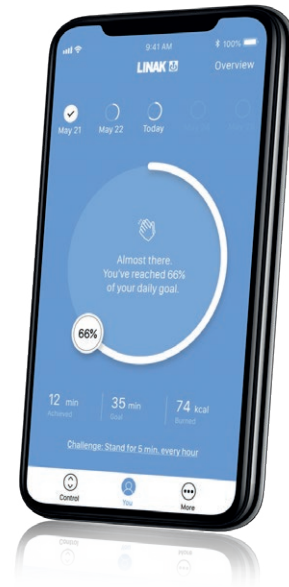 9:41 AM
100%
LINAK
Overview
May 21
May 22
Today
Almost there.
You've reached 66%
of your daily goal.
66%
12 min
35 min
74 kcal
Achieved
Goal
Burned
Challenge: Stand for 5 min. every hour
Control
You
More